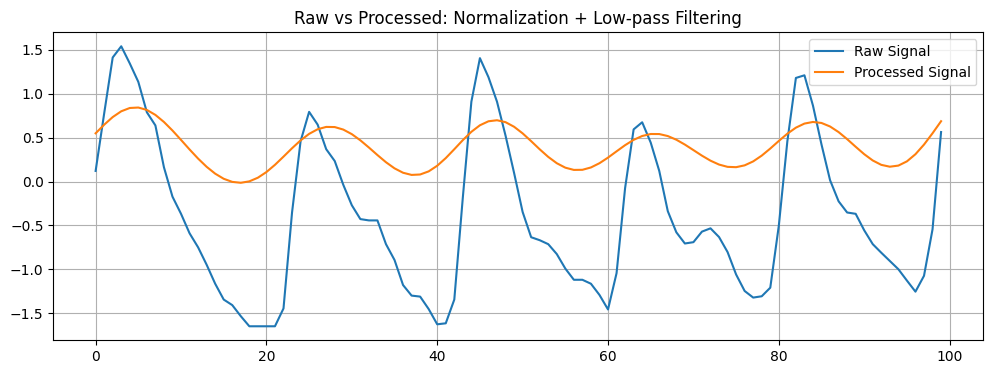 Raw vs Processed: Normalization + Low-pass Filtering
Raw Signal
Processed Signal
1.5
1.0
0.5
0.0
−0.5
−1.0
−1.5
0 20 40 60 80 100